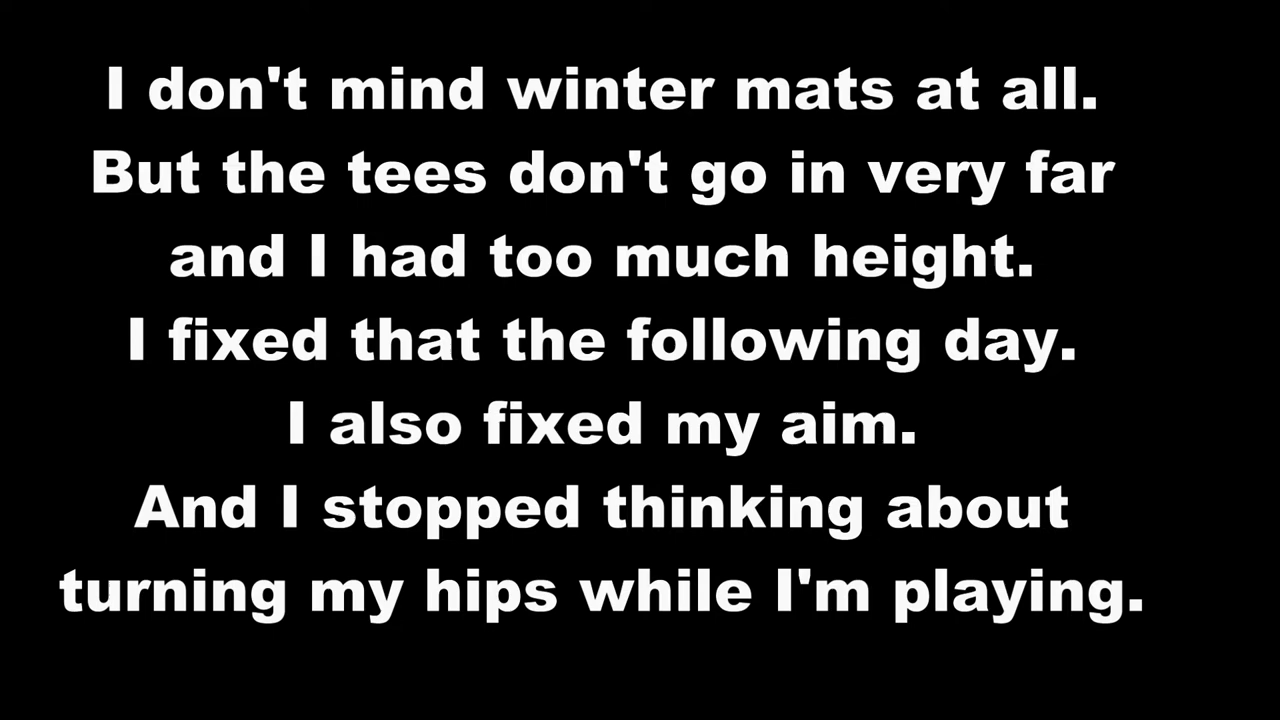 I don't mind winter mats at all.
But the tees don't go in very far
and I had too much height.
I fixed that the following day.
I also fixed my aim.
And I stopped thinking about
turning my hips while I'm playing.